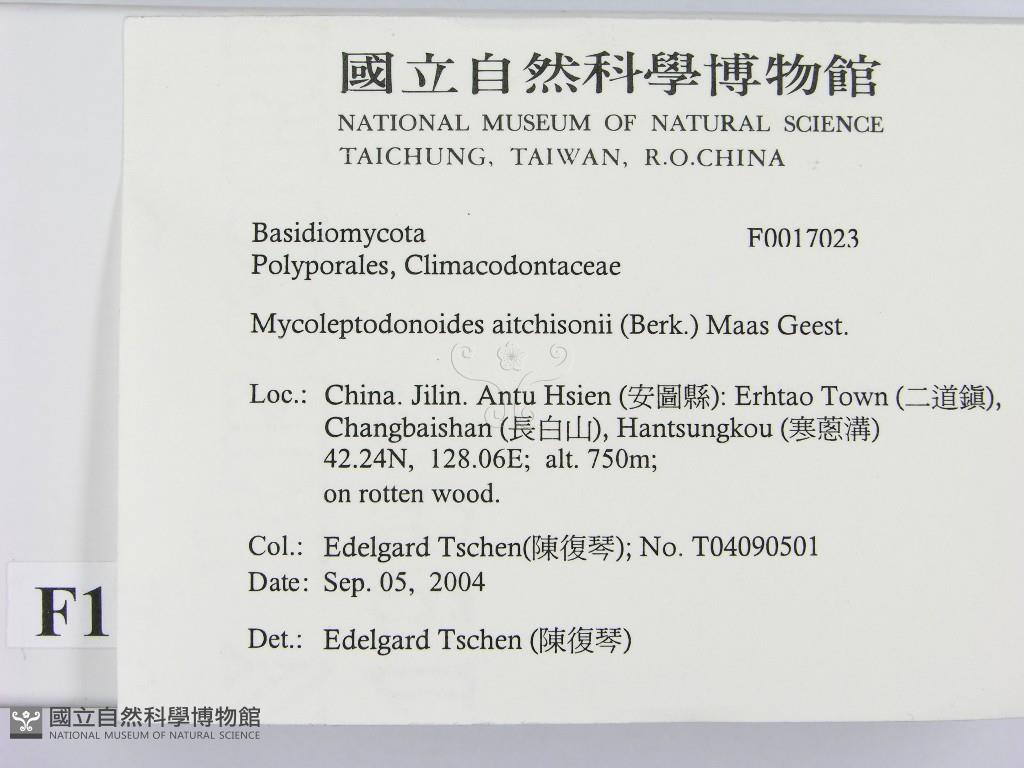 國立自然科學博物館
NATIONAL MUSEUM OF NATURAL SCIENCE
TAICHUNG, TAIWAN, R.O.CHINA
Basidiomycota F0017023
Polyporales, Climacodontaceae
Mycoleptodonoides aitchisonii (Berk.) Maas Geest.
Loc.: China. Jilin. Antu Hsien (安圖縣): Erhtao Town (二道鎮),
Changbaishan (長白山), Hantsungkou (寒蔥溝)
42.24N, 128.06E; alt. 750m;
on rotten wood.
Col.: Edelgard Tschen(陳復琴); No. T04090501
Date: Sep. 05, 2004
F1
Det.: Edelgard Tschen (陳復琴)
國立自然科學博物館
NATIONAL MUSEUM OF NATURAL SCIENCE